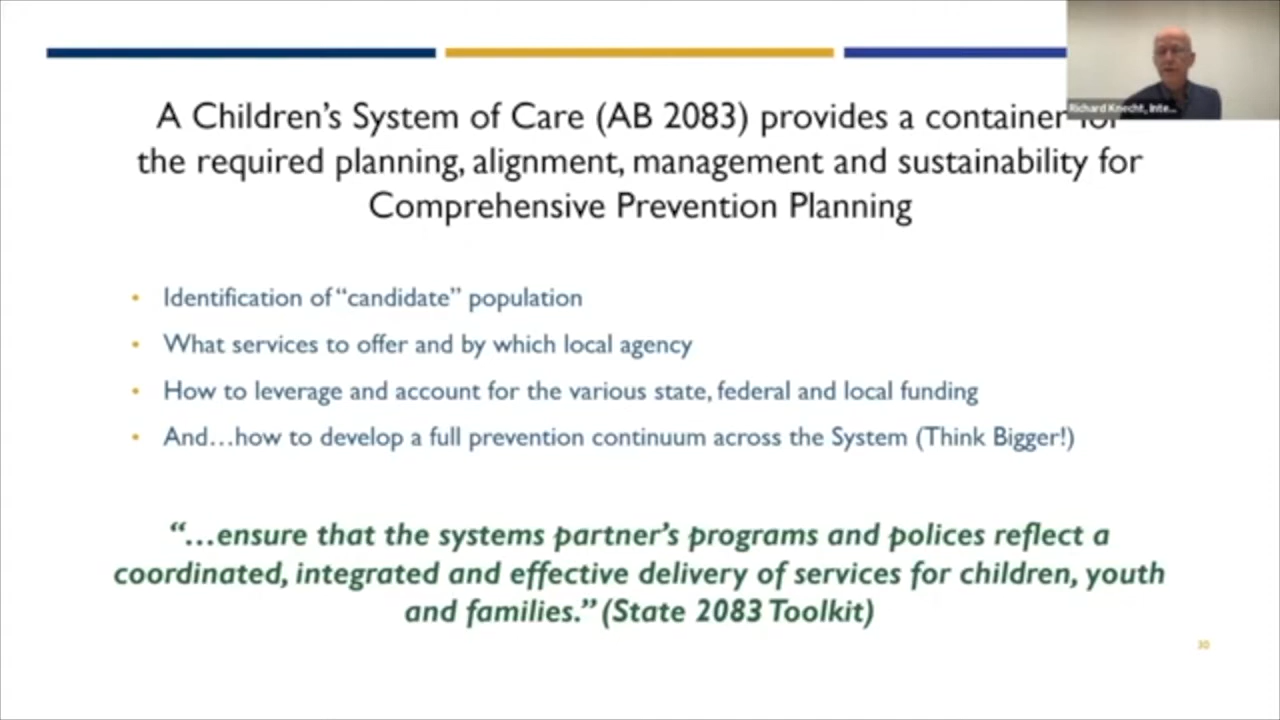 A Children's System of Care (AB 2083) provides a container for
the required planning, alignment, management and sustainability for
Comprehensive Prevention Planning
Richard Knecht, Inte...
• Identification of "candidate" population
• What services to offer and by which local agency
• How to leverage and account for the various state, federal and local funding
• And...how to develop a full prevention continuum across the System (Think Bigger!)
"...ensure that the systems partner's programs and polices reflect a
coordinated, integrated and effective delivery of services for children, youth
and families." (State 2083 Toolkit)
30